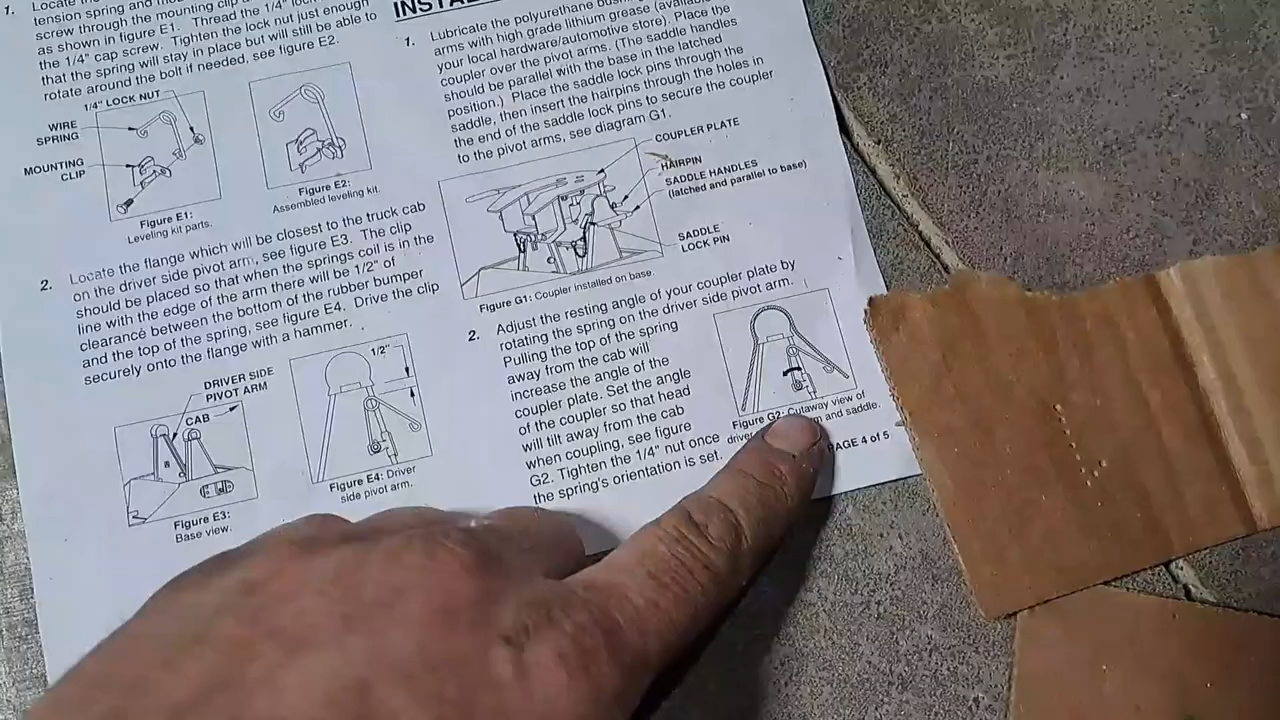 1.
Locate the
tension spring and
screw through the mounting clip
as shown in figure E1. Thread the 1/4"
the 1/4" cap screw. Tighten the lock nut just enough
that the spring will stay in place but will still be able to
rotate around the bolt if needed, see figure E2.
1/4" LOCK NUT
WIRE
SPRING
MOUNTING
CLIP
Figure E1:
Leveling kit parts.
Figure E2:
Assembled leveling kit.
2. Locate the flange which will be closest to the truck cab
on the driver side pivot arm, see figure E3. The clip
should be placed so that when the springs coil is in the
line with the edge of the arm there will be 1/2" of
clearance between the bottom of the rubber bumper
and the top of the spring, see figure E4. Drive the clip
securely onto the flange with a hammer.
DRIVER SIDE
PIVOT ARM
CAB
Figure E3:
Base view.
1/2"
Figure E4: Driver
side pivot arm.
1. Lubricate the polyurethane
arms with high grade lithium grease (available
your local hardware/automotive store). Place the
coupler over the pivot arms. (The saddle handles
should be parallel with the base in the latched
position.) Place the saddle lock pins through the
saddle, then insert the hairpins through the holes in
the end of the saddle lock pins to secure the coupler
to the pivot arms, see diagram G1.
COUPLER PLATE
HAIRPIN
SADDLE HANDLES
(latched and parallel to base)
SADDLE
LOCK PIN
Figure G1: Coupler installed on base.
2. Adjust the resting angle of your coupler plate by
rotating the spring on the driver side pivot arm.
Pulling the top of the spring
away from the cab will
increase the angle of the
coupler plate. Set the angle
of the coupler so that head
will tilt away from the cab
when coupling, see figure
G2. Tighten the 1/4" nut once
the spring's orientation is set.
Figure G2: Cutaway view of
and saddle.
PAGE 4 of 5